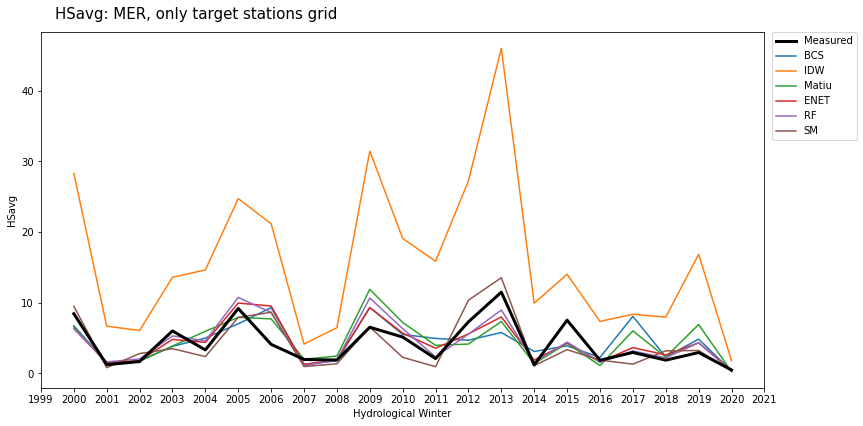 HSavg: MER, only target stations grid
Measured
BCS
IDW
Matiu
ENET
RF
SM
40
30
20
10
0
HSavg
1999 2000 2001 2002 2003 2004 2005 2006 2007 2008 2009 2010 2011 2012 2013 2014 2015 2016 2017 2018 2019 2020 2021
Hydrological Winter